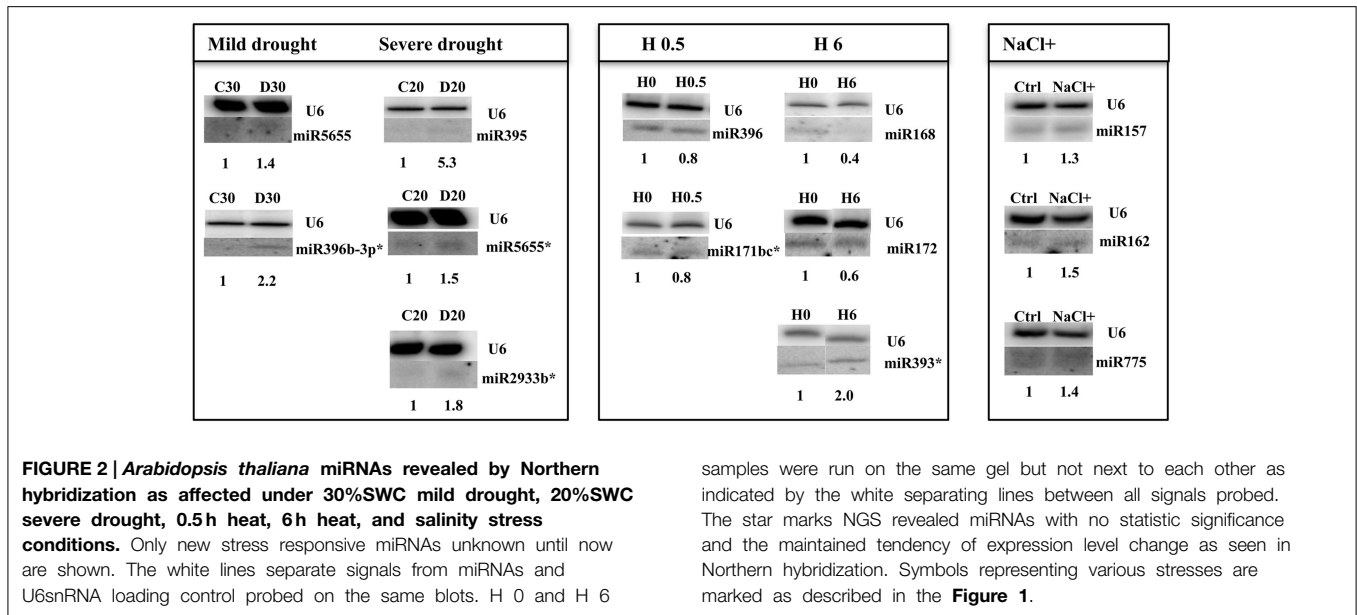 Mild drought Severe drought
C30 D30
U6
miR5655
1 1.4
C30 D30
U6
miR396b-3p*
1 2.2
C20 D20
U6
miR395
1 5.3
C20 D20
U6
miR5655*
1 1.5
C20 D20
U6
miR2933b*
1 1.8
H 0.5 H 6
H0 H0.5
U6
miR396
1 0.8
H0 H0.5
U6
miR171bc*
1 0.8
H0 H6
U6
miR168
1 0.4
H0 H6
U6
miR172
1 0.6
H0 H6
U6
miR393*
1 2.0
NaCl+
Ctrl NaCl+
U6
miR157
1 1.3
Ctrl NaCl+
U6
miR162
1 1.5
Ctrl NaCl+
U6
miR775
1 1.4
FIGURE 2 | Arabidopsis thaliana miRNAs revealed by Northern
hybridization as affected under 30%SWC mild drought, 20%SWC
severe drought, 0.5 h heat, 6 h heat, and salinity stress
conditions. Only new stress responsive miRNAs unknown until now
are shown. The white lines separate signals from miRNAs and
U6snRNA loading control probed on the same blots. H 0 and H 6
samples were run on the same gel but not next to each other as
indicated by the white separating lines between all signals probed.
The star marks NGS revealed miRNAs with no statistic significance
and the maintained tendency of expression level change as seen in
Northern hybridization. Symbols representing various stresses are
marked as described in the Figure 1.